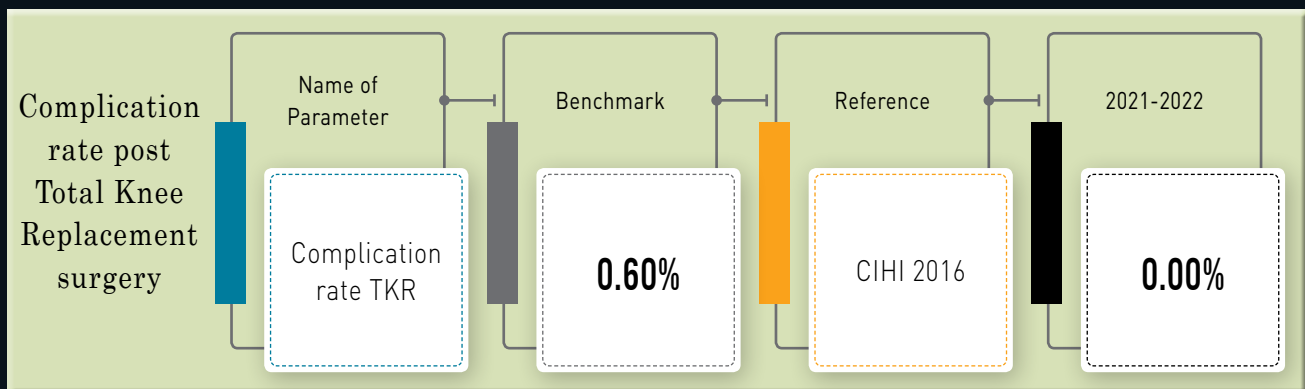 Complication
rate post
Total Knee
Replacement
surgery
Name of
Parameter
Complication
rate TKR
Benchmark
0.60%
Reference
CIHI 2016
2021-2022
0.00%